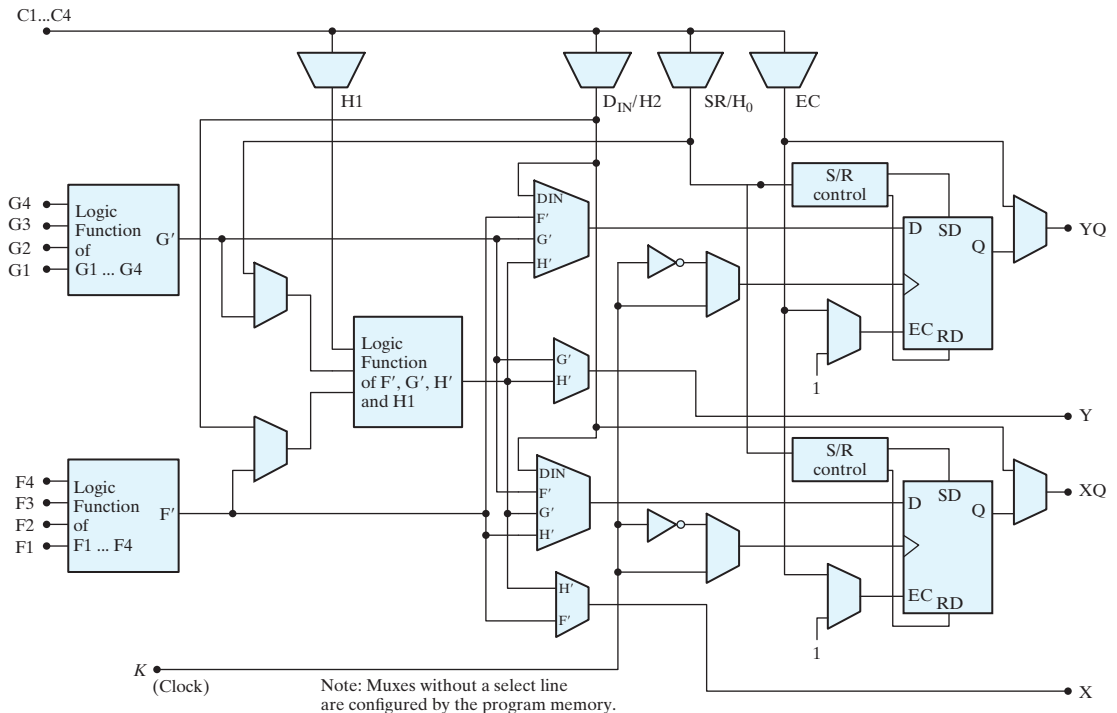 C1...C4
H1
D_IN/H2
SR/H_0
EC
G4
G3
G2
G1
Logic
Function
of
G1 ... G4
G′
DIN
F′
G′
H′
S/R
control
D
SD
Q
EC
RD
1
YQ
Logic
Function
of F′, G′, H′
and H1
G′
H′
Y
F4
F3
F2
F1
Logic
Function
of
F1 ... F4
F′
DIN
F′
G′
H′
S/R
control
D
SD
Q
EC
RD
1
XQ
H′
F′
X
K
(Clock)
Note: Muxes without a select line
are configured by the program memory.